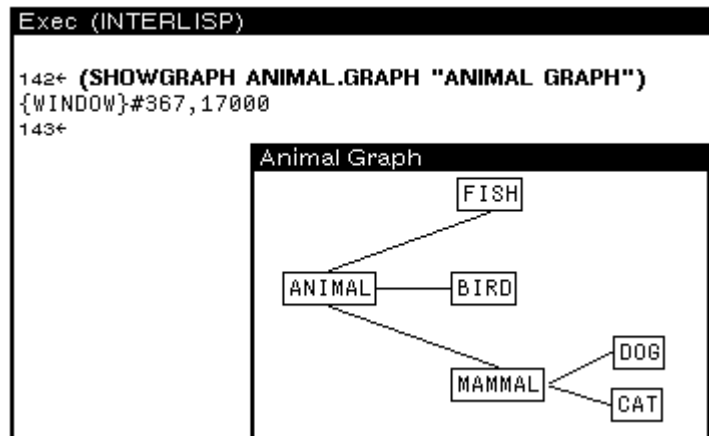 Exec (INTERLISP)
142← (SHOWGRAPH ANIMAL.GRAPH "ANIMAL GRAPH")
{WINDOW}#367,17000
143←
Animal Graph
FISH
ANIMAL
BIRD
DOG
MAMMAL
CAT